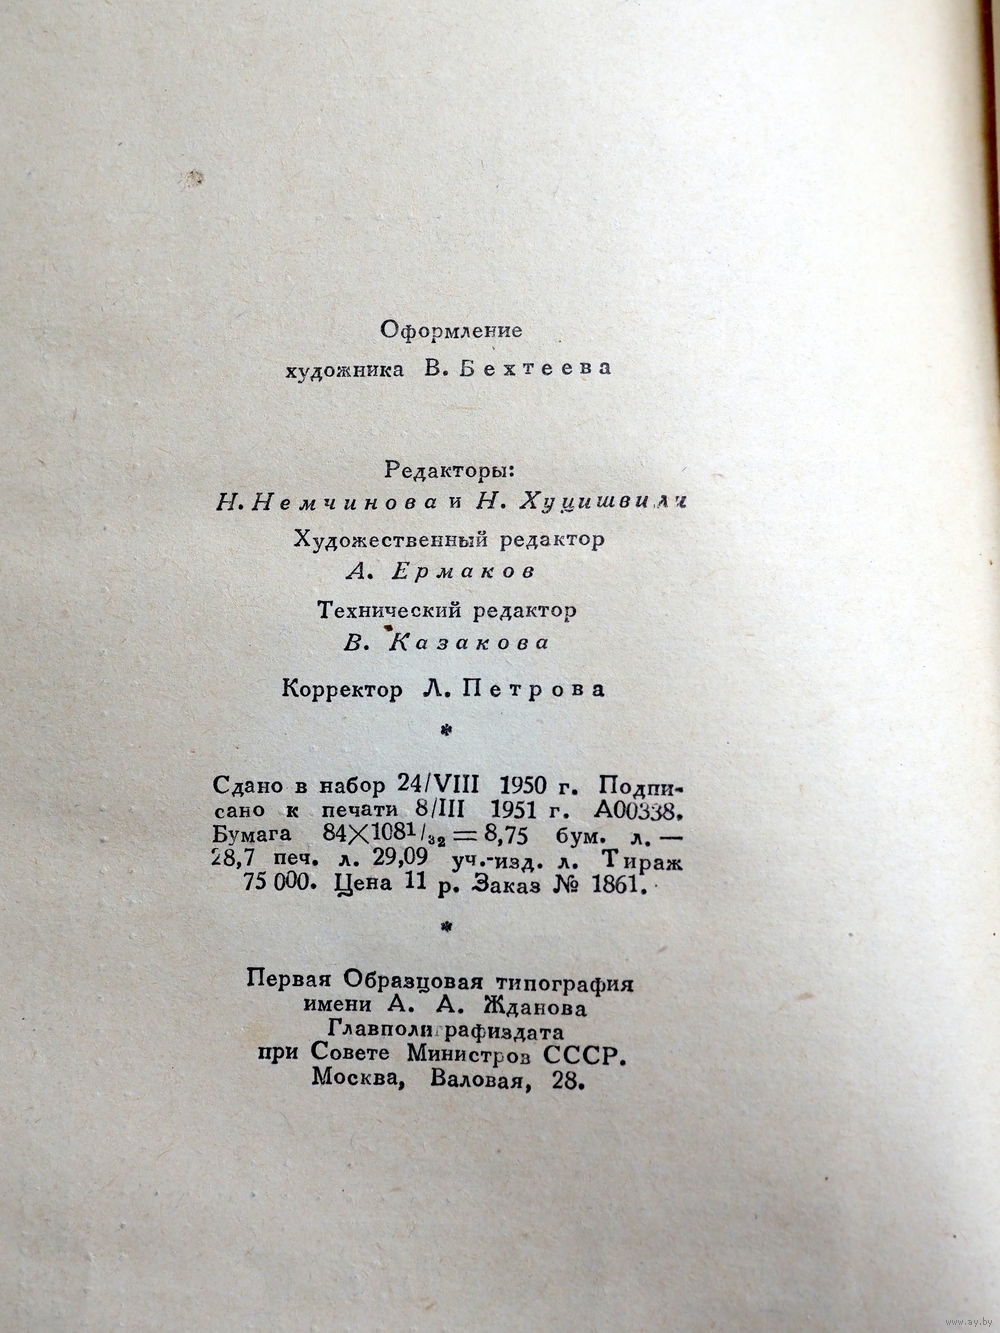 Оформление
художника В. Бехтеева
Редакторы:
Н. Немчинова и Н. Хуцишвили
Художественный редактор
А. Ермаков
Технический редактор
В. Казакова
Корректор Л. Петрова
*
Сдано в набор 24/VIII 1950 г. Подпи-
сано к печати 8/III 1951 г. А00338.
Бумага 84×108¹/₃₂ = 8,75 бум. л. —
28,7 печ. л. 29,09 уч.-изд. л. Тираж
75 000. Цена 11 р. Заказ № 1861.
*
Первая Образцовая типография
имени А. А. Жданова
Главполиграфиздата
при Совете Министров СССР.
Москва, Валовая, 28.
www.ay.by